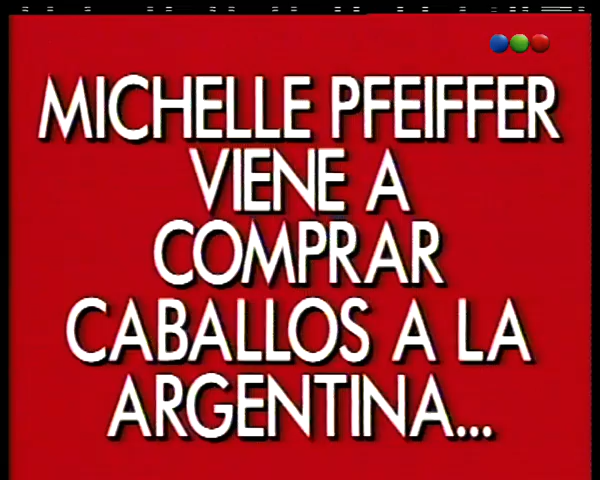 MICHELLE PFEIFFER
VIENE A
COMPRAR
CABALLOS A LA
ARGENTINA...